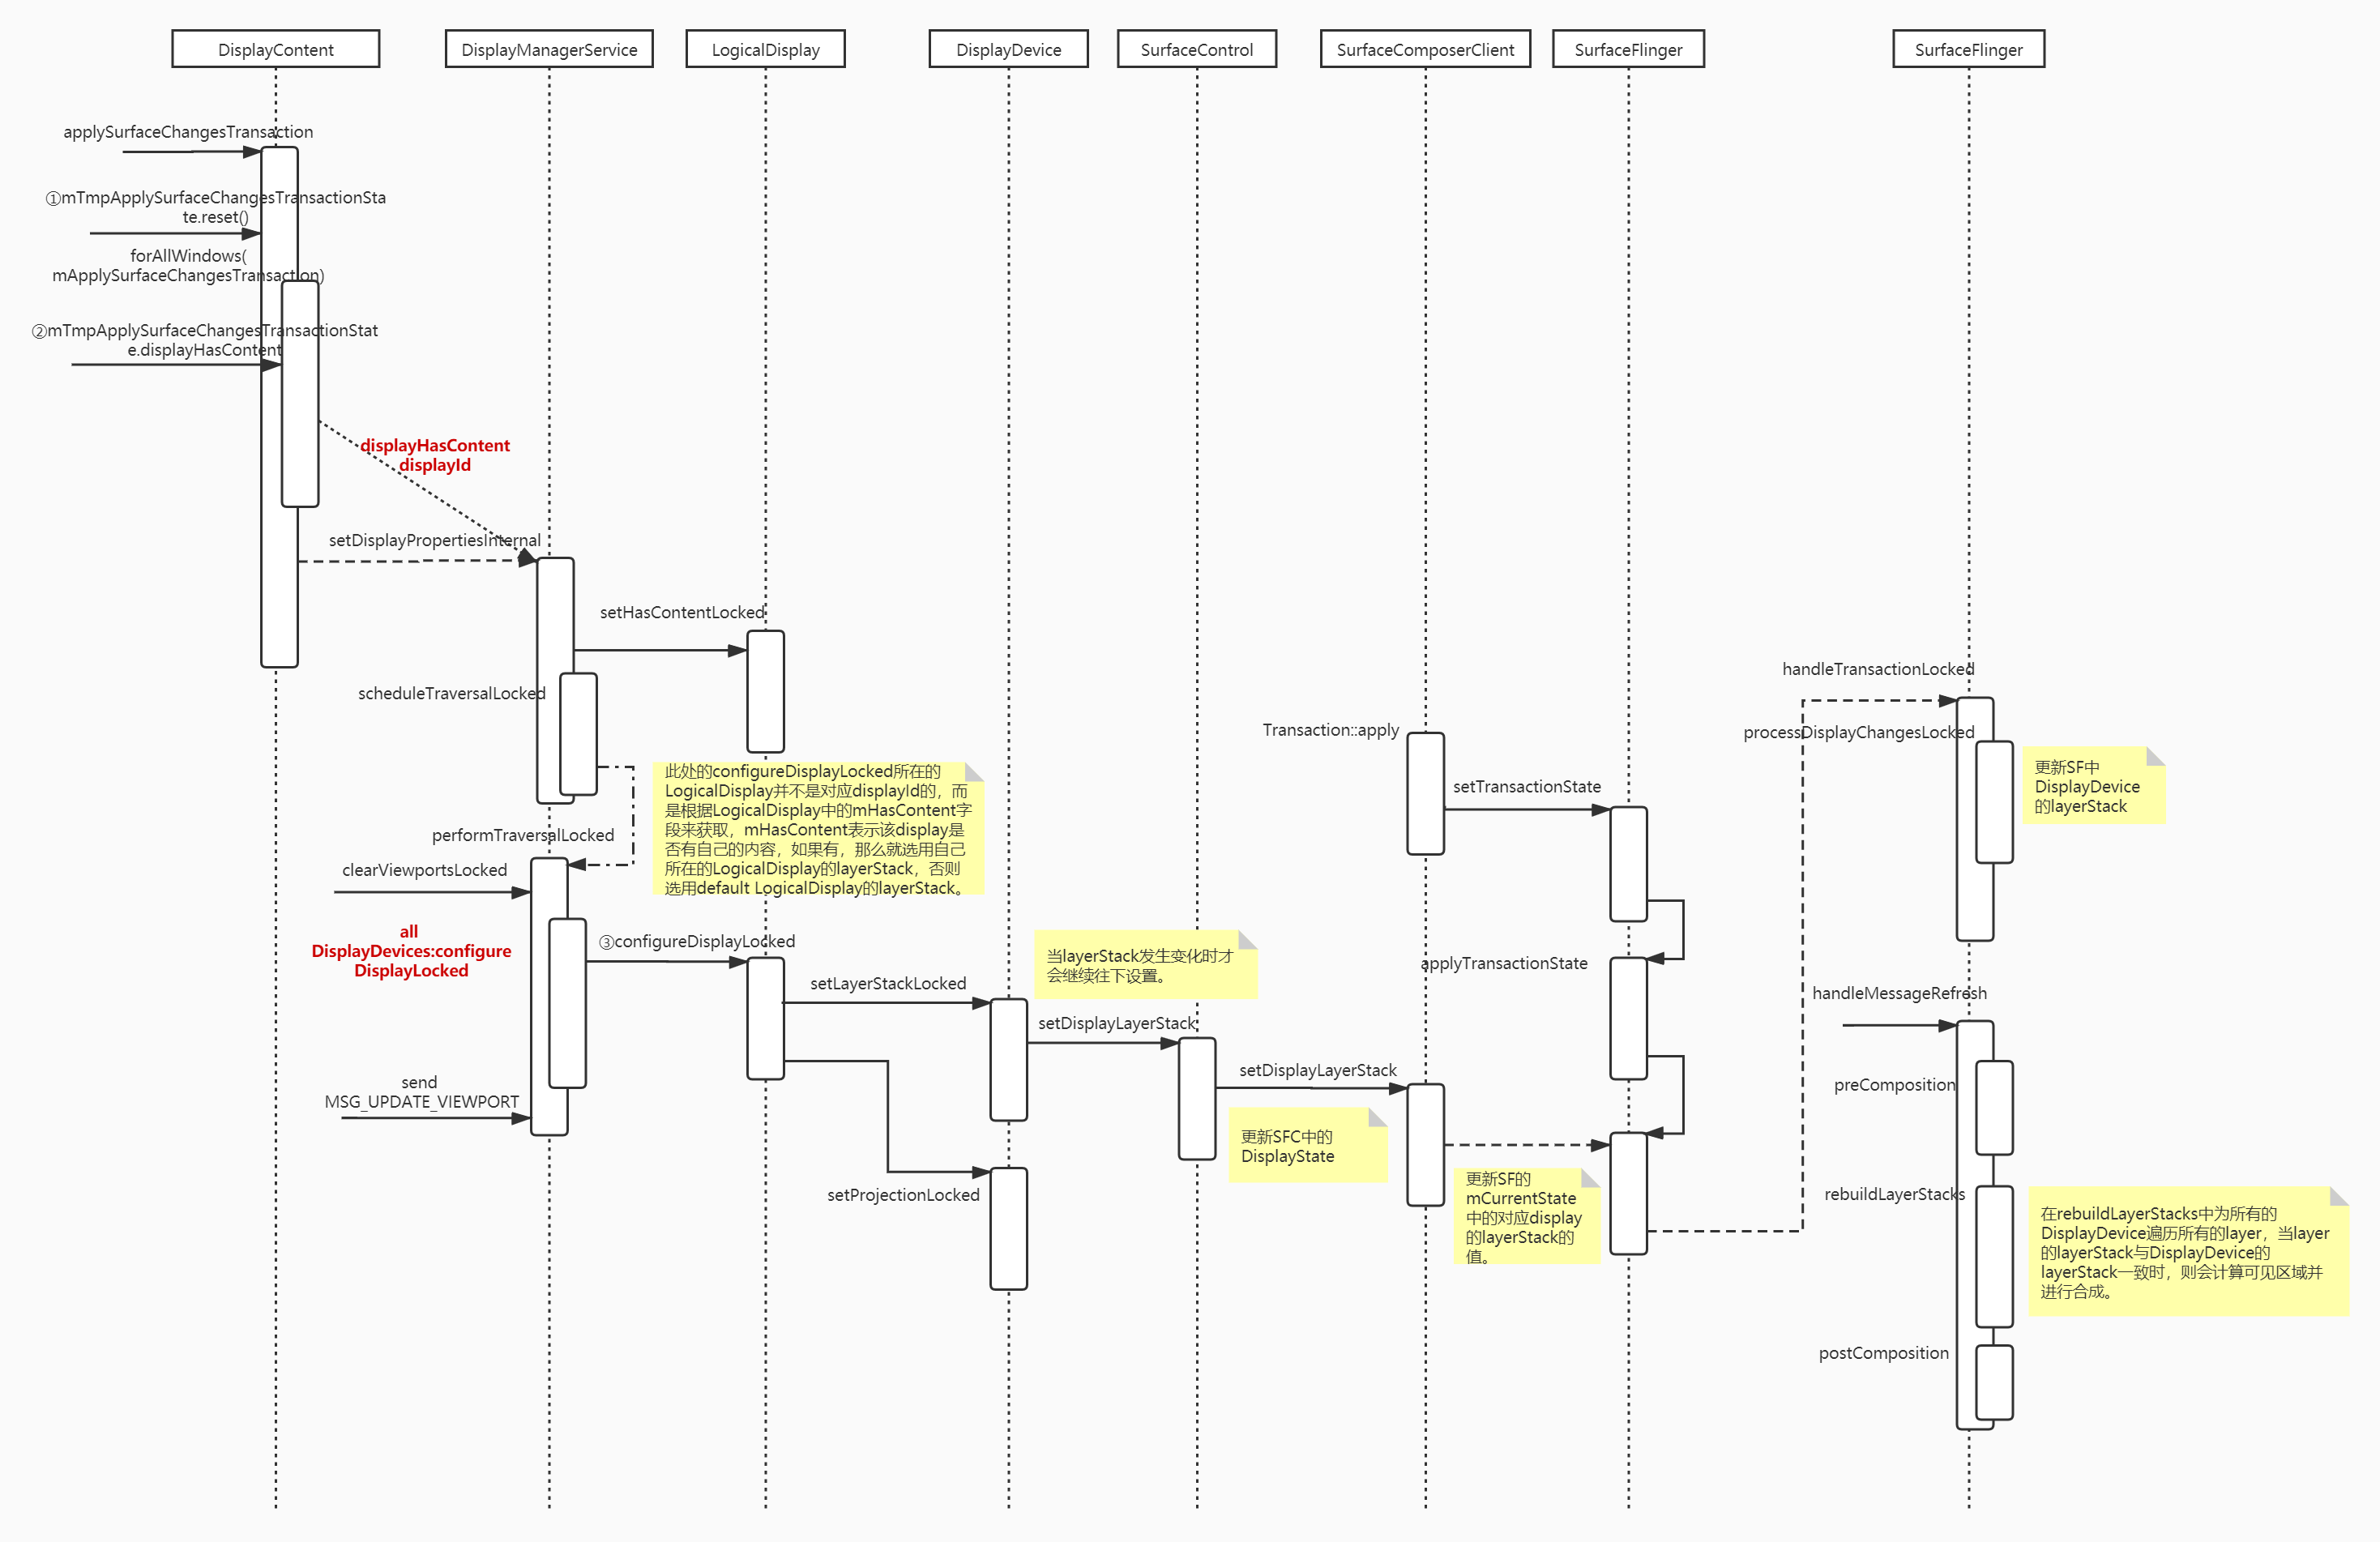 DisplayContent
DisplayManagerService
LogicalDisplay
DisplayDevice
SurfaceControl
SurfaceComposerClient
SurfaceFlinger
SurfaceFlinger
applySurfaceChangesTransaction
①mTmpApplySurfaceChangesTransactionSta
te.reset()
forAllWindows(
mApplySurfaceChangesTransaction)
②mTmpApplySurfaceChangesTransactionStat
e.displayHasContent
displayHasContent
displayId
setDisplayPropertiesInternal
setHasContentLocked
scheduleTraversalLocked
此处的configureDisplayLocked所在的
LogicalDisplay并不是对应displayId的，而
是根据LogicalDisplay中的mHasContent字
段来获取，mHasContent表示该display是
否有自己的内容，如果有，那么就选用自己
所在的LogicalDisplay的layerStack，否则
选用default LogicalDisplay的layerStack。
performTraversalLocked
clearViewportsLocked
all
DisplayDevices:configure
DisplayLocked
③configureDisplayLocked
send
MSG_UPDATE_VIEWPORT
setLayerStackLocked
setProjectionLocked
当layerStack发生变化时才
会继续往下设置。
setDisplayLayerStack
setDisplayLayerStack
更新SFC中的
DisplayState
Transaction::apply
setTransactionState
applyTransactionState
更新SF的
mCurrentState
中的对应display
的layerStack的
值。
handleTransactionLocked
processDisplayChangesLocked
更新SF中
DisplayDevice
的layerStack
handleMessageRefresh
preComposition
rebuildLayerStacks
在rebuildLayerStacks中为所有的
DisplayDevice遍历所有的layer，当layer
的layerStack与DisplayDevice的
layerStack一致时，则会计算可见区域并
进行合成。
postComposition